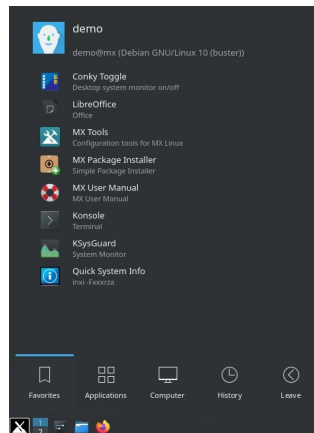 demo
demo@mx (Debian GNU/Linux 10 (buster))
Conky Toggle
Desktop system monitor on/off
LibreOffice
Office
MX Tools
Configuration tools for MX Linux
MX Package Installer
Simple Package Installer
MX User Manual
MX User Manual
Konsole
Terminal
KSysGuard
System Monitor
Quick System Info
inxi -Fxxxrza
Favorites Applications Computer History Leave
1
2